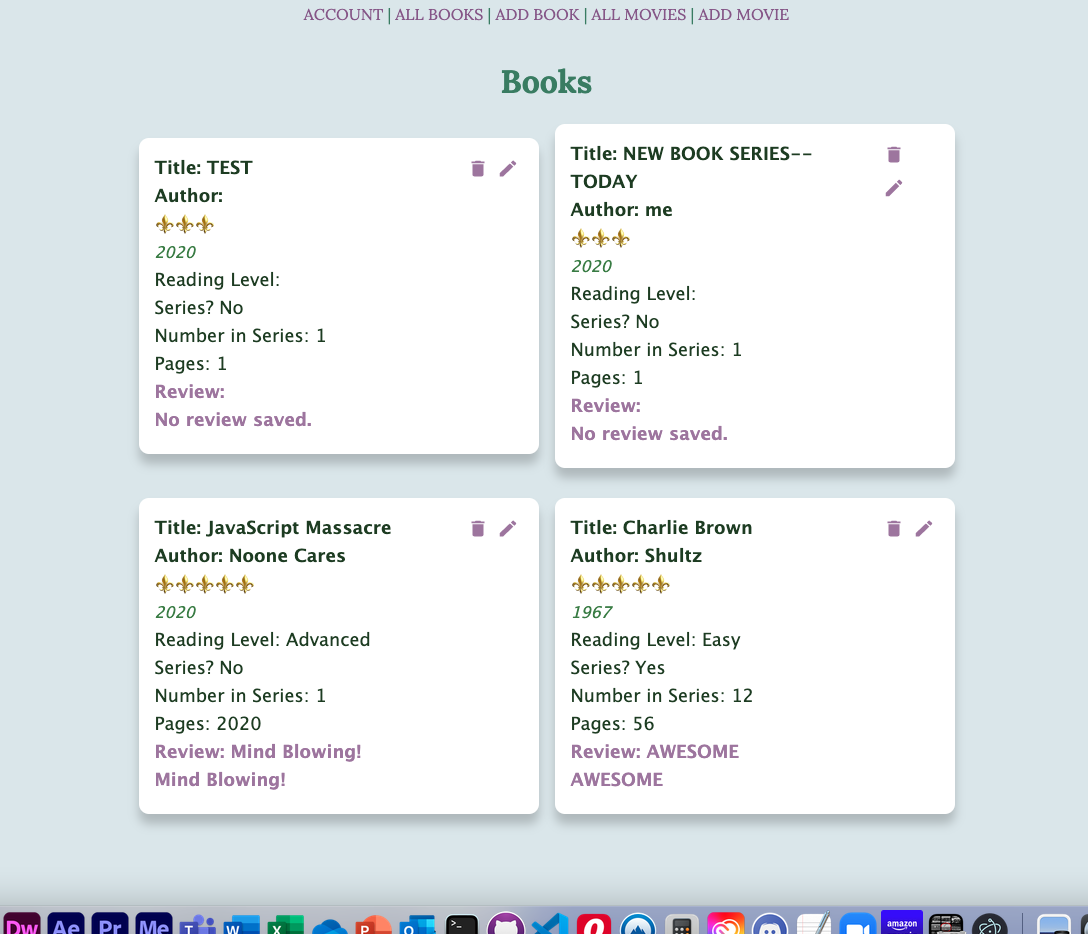 ACCOUNT | ALL BOOKS | ADD BOOK | ALL MOVIES | ADD MOVIE
Books
Title: TEST
Author:
2020
Reading Level:
Series? No
Number in Series: 1
Pages: 1
Review:
No review saved.
Title: NEW BOOK SERIES--
TODAY
Author: me
2020
Reading Level:
Series? No
Number in Series: 1
Pages: 1
Review:
No review saved.
Title: JavaScript Massacre
Author: Noone Cares
2020
Reading Level: Advanced
Series? No
Number in Series: 1
Pages: 2020
Review: Mind Blowing!
Mind Blowing!
Title: Charlie Brown
Author: Shultz
1967
Reading Level: Easy
Series? Yes
Number in Series: 12
Pages: 56
Review: AWESOME
AWESOME
Dw Ae Pr Me T W X P O amazon